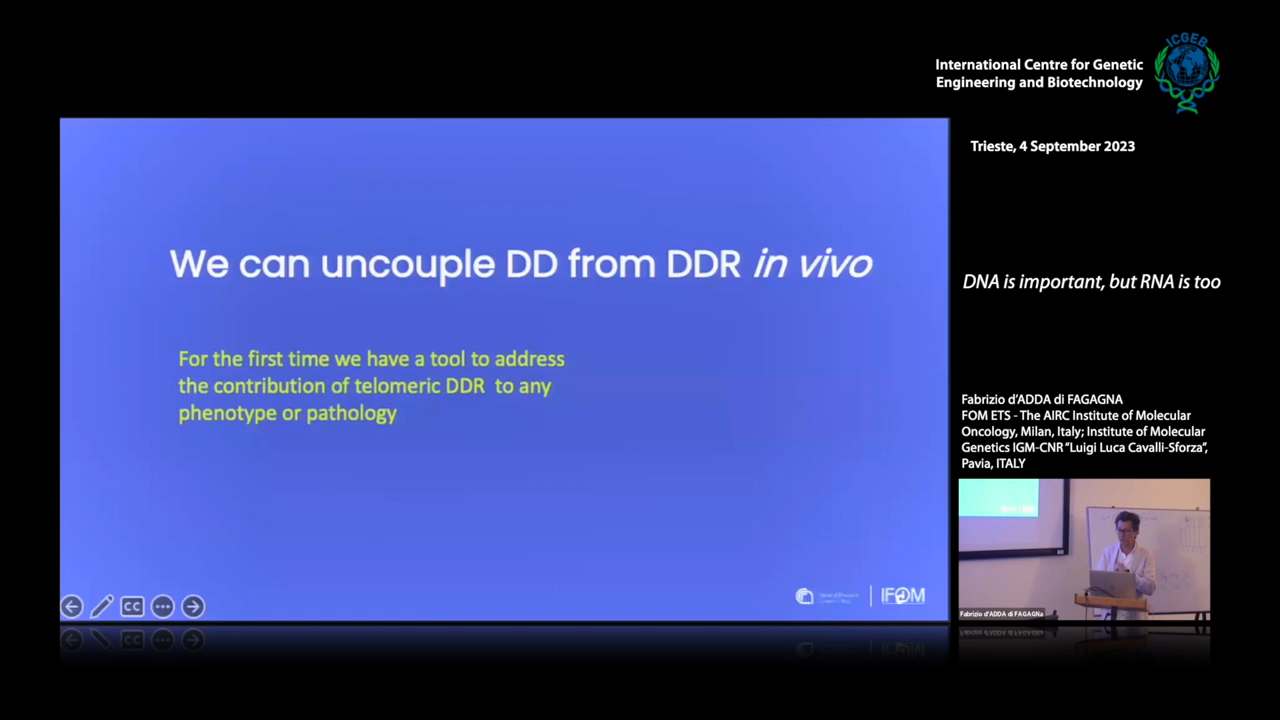 ICGEB
International Centre for Genetic
Engineering and Biotechnology
Trieste, 4 September 2023
We can uncouple DD from DDR in vivo
For the first time we have a tool to address
the contribution of telomeric DDR to any
phenotype or pathology
DNA is important, but RNA is too
Fabrizio d'ADDA di FAGAGNA
FOM ETS - The AIRC Institute of Molecular
Oncology, Milan, Italy; Institute of Molecular
Genetics IGM-CNR "Luigi Luca Cavalli-Sforza",
Pavia, ITALY
Fabrizio d'ADDA di FAGAGNa
CC
IFOM